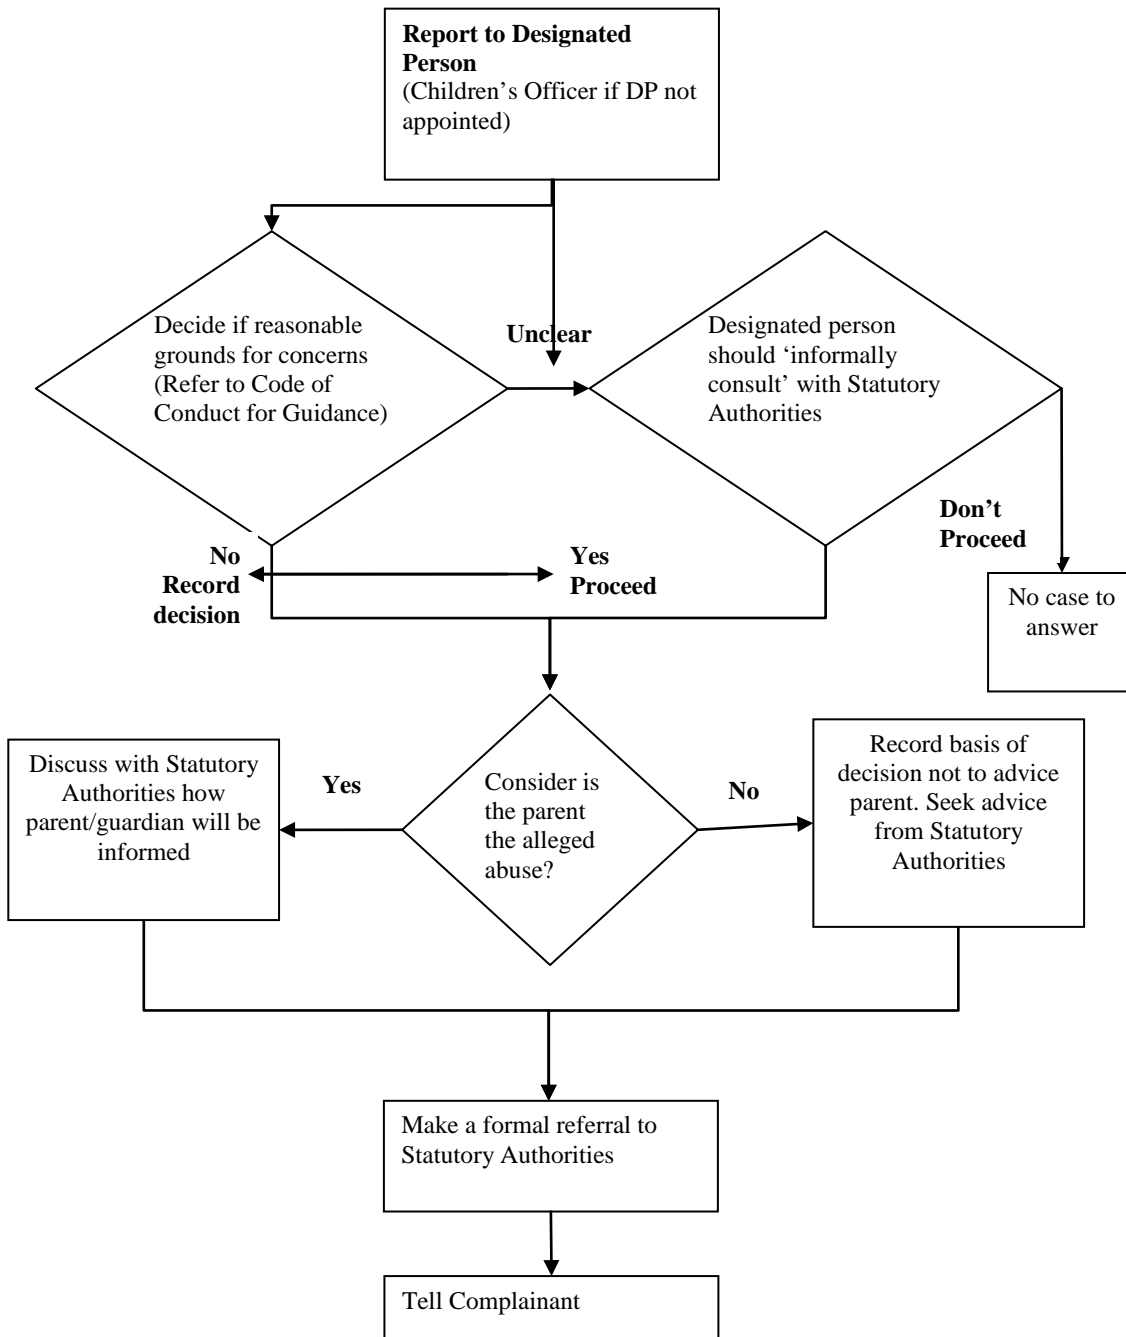 Report to Designated
Person
(Children’s Officer if DP not
appointed)
Decide if reasonable
grounds for concerns
(Refer to Code of
Conduct for Guidance)
Unclear
Designated person
should ‘informally
consult’ with Statutory
Authorities
No
Record
decision
Yes
Proceed
Don’t
Proceed
No case to
answer
Discuss with Statutory
Authorities how
parent/guardian will be
informed
Yes
Consider is
the parent
the alleged
abuse?
No
Record basis of
decision not to advice
parent. Seek advice
from Statutory
Authorities
Make a formal referral to
Statutory Authorities
Tell Complainant